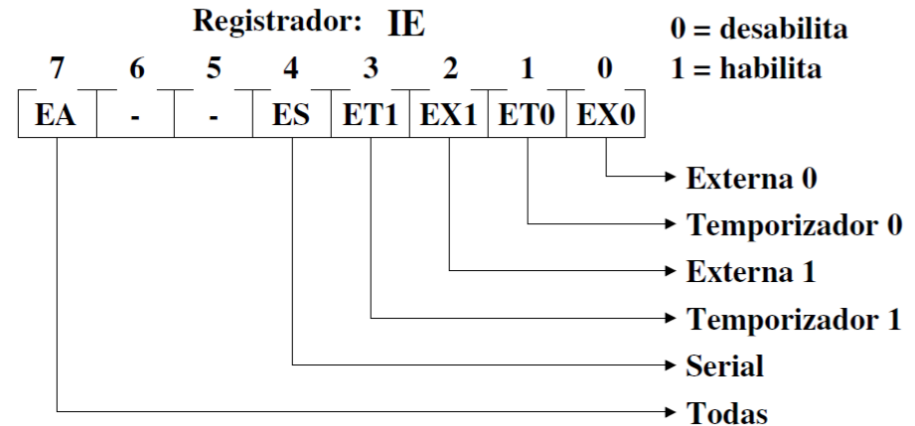 Registrador: IE
0 = desabilita
1 = habilita
7 6 5 4 3 2 1 0
EA - - ES ET1 EX1 ET0 EX0
Externa 0
Temporizador 0
Externa 1
Temporizador 1
Serial
Todas